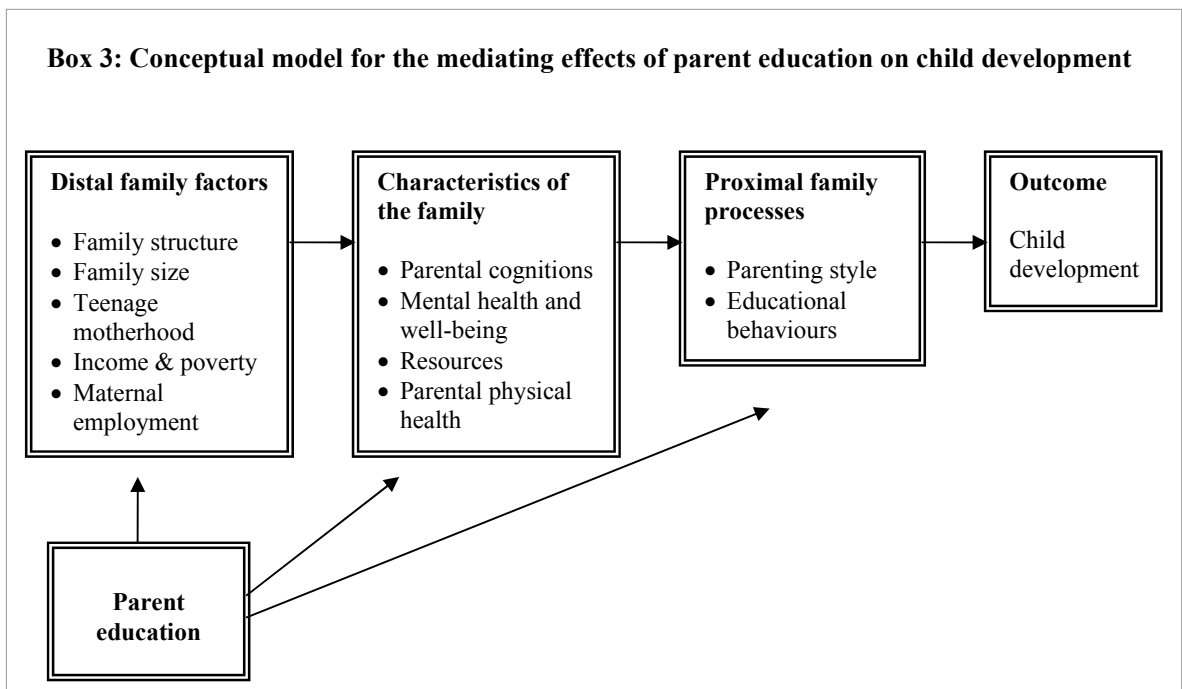 Box 3: Conceptual model for the mediating effects of parent education on child development
Distal family factors
• Family structure
• Family size
• Teenage
motherhood
• Income & poverty
• Maternal
employment
Characteristics of
the family
• Parental cognitions
• Mental health and
well-being
• Resources
• Parental physical
health
Proximal family
processes
• Parenting style
• Educational
behaviours
Outcome
Child
development
Parent
education